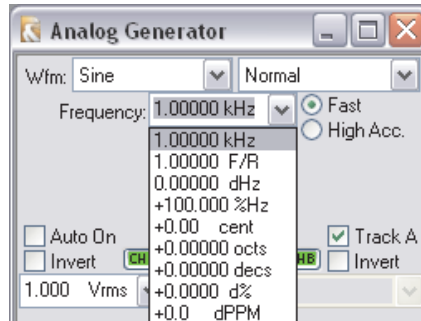 Analog Generator
Wfm: Sine Normal
Frequency: 1.00000 kHz Fast
High Acc.
1.00000 kHz
1.00000 F/R
0.00000 dHz
+100.000 %Hz
+0.00 cent
+0.00000 octs
+0.00000 decs
+0.0000 d%
+0.0 dPPM
Auto On Track A
Invert CH HB Invert
1.000 Vrms